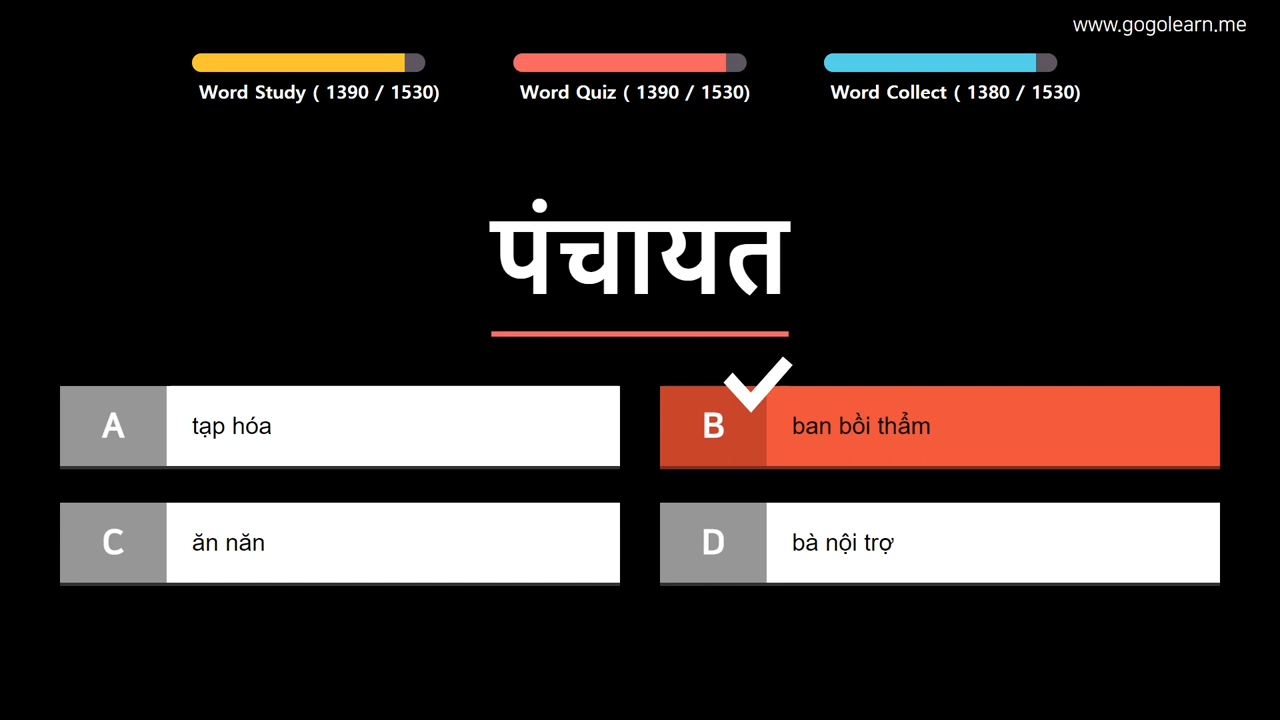 www.gogolearn.me
Word Study ( 1390 / 1530)
Word Quiz ( 1390 / 1530)
Word Collect ( 1380 / 1530)
पंचायत
A tạp hóa
B ban bồi thẩm
C ăn năn
D bà nội trợ